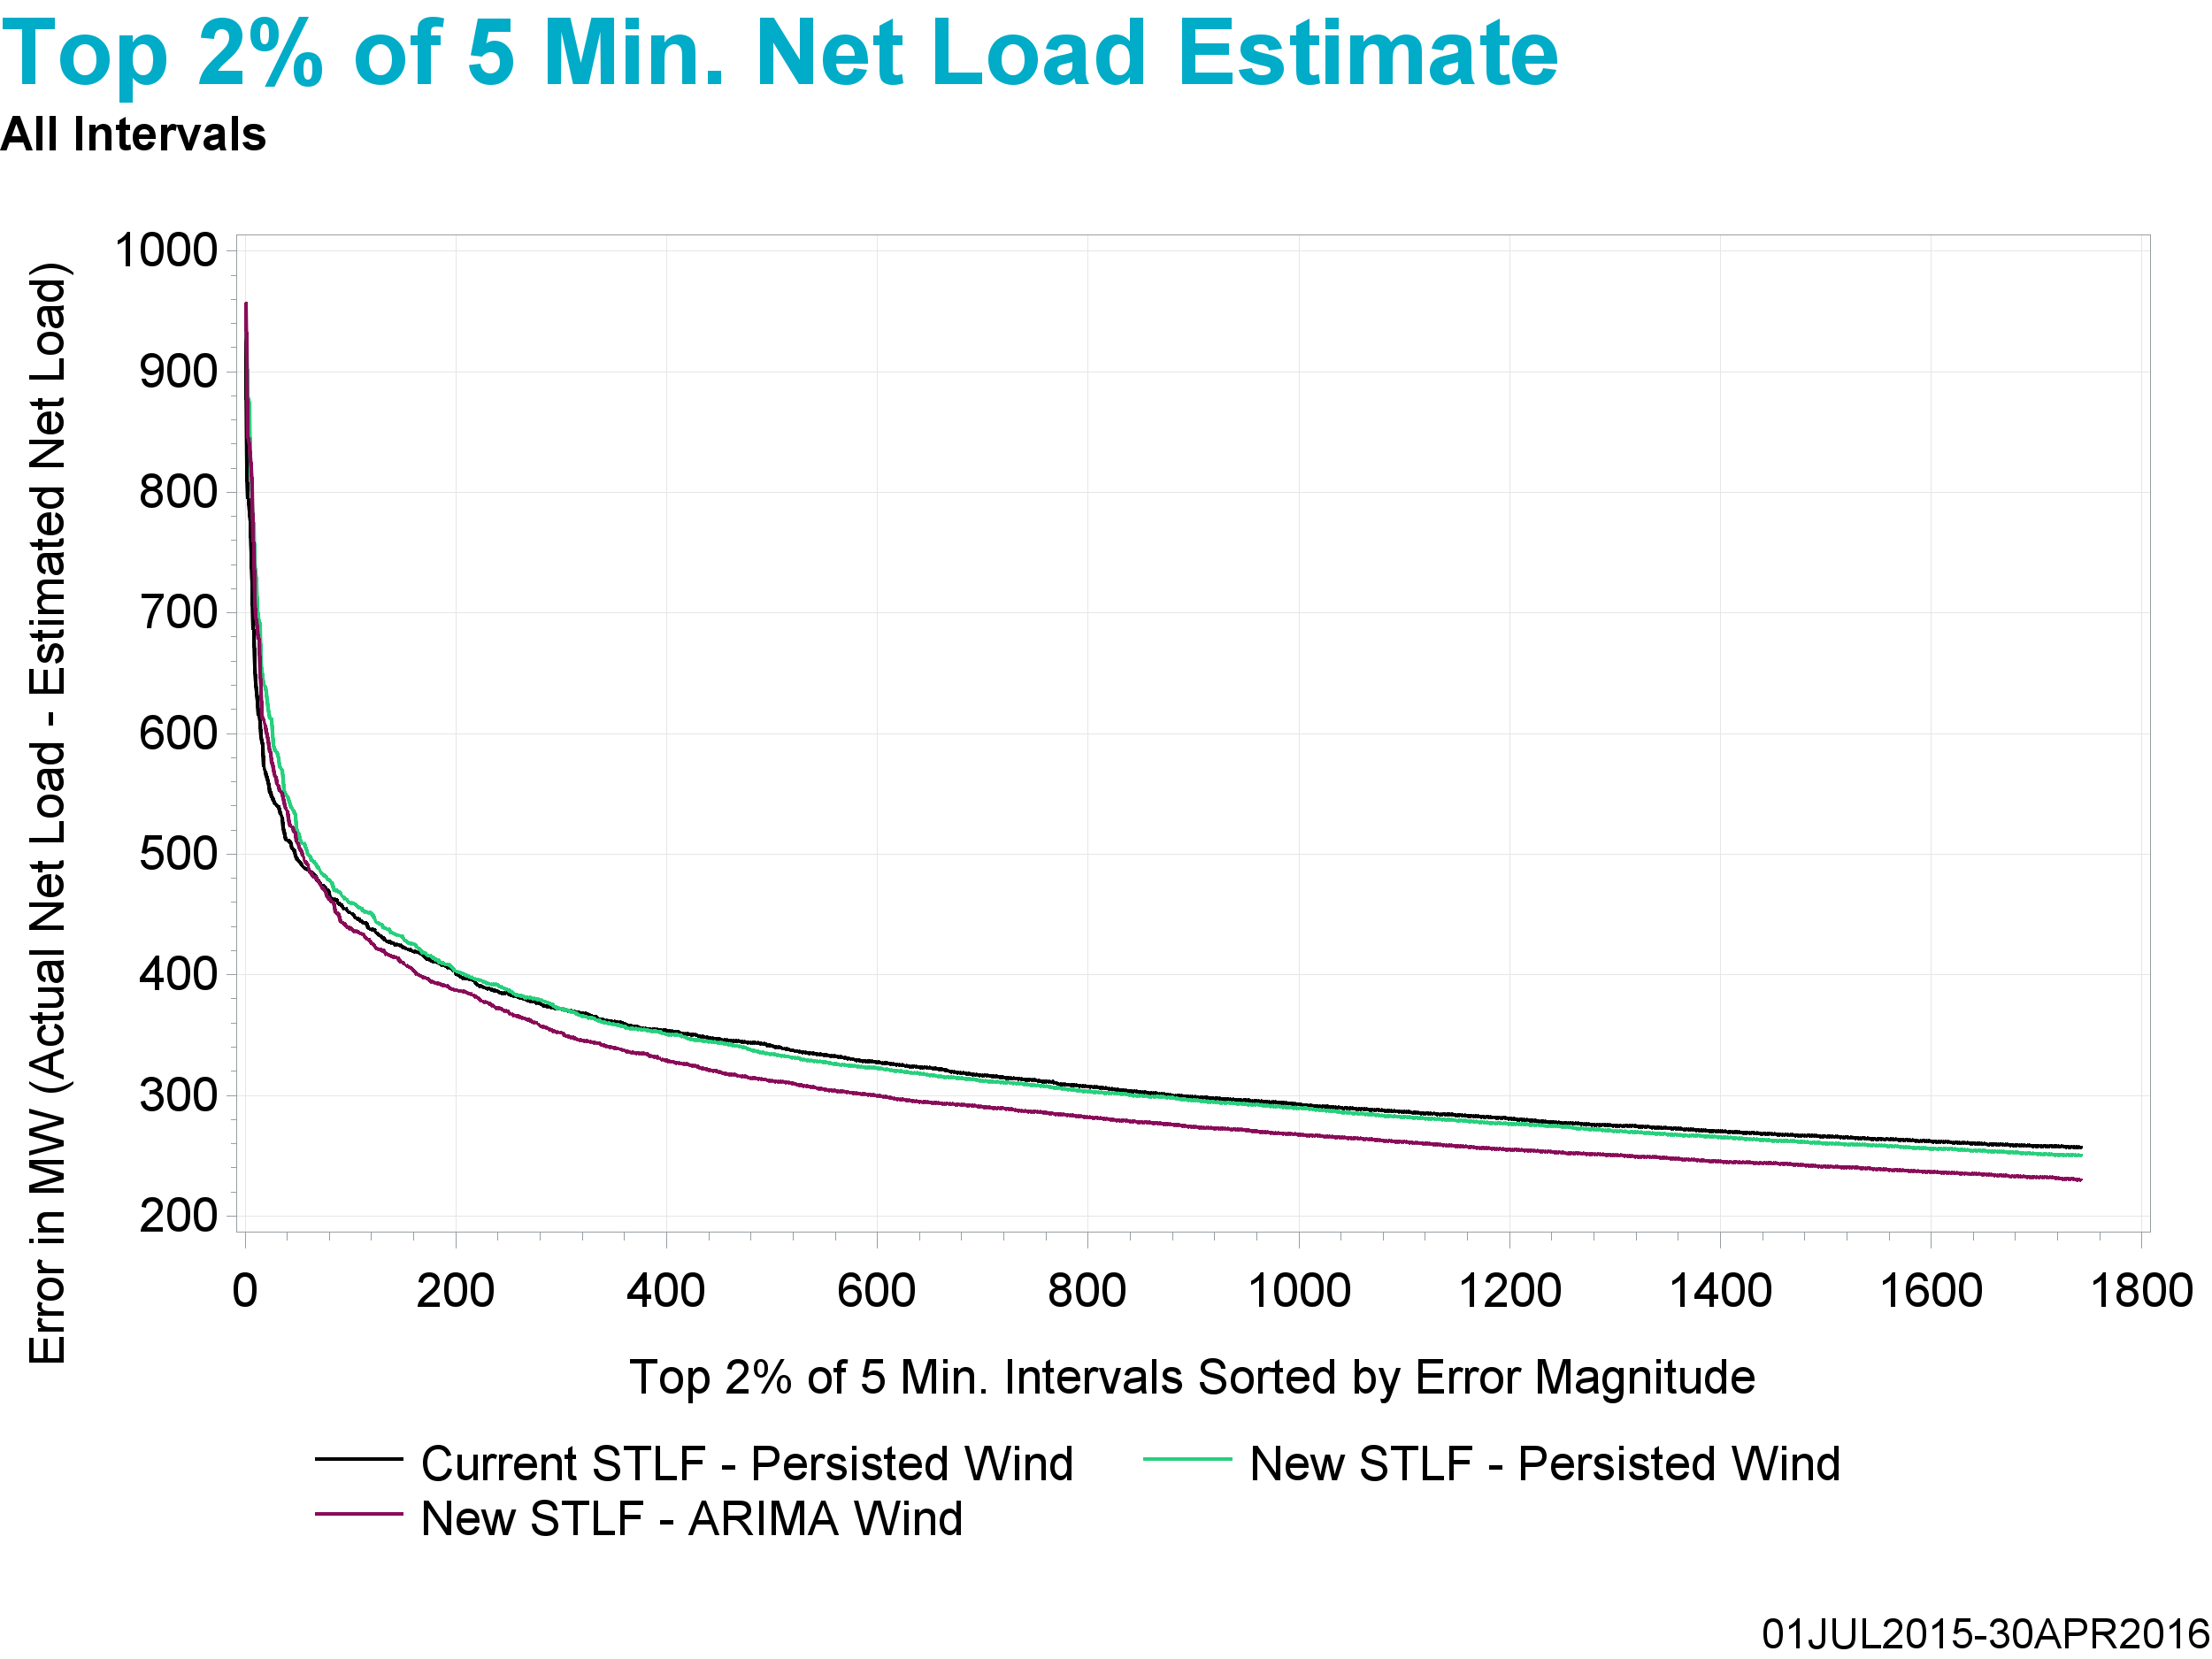 Top 2% of 5 Min. Net Load Estimate
All Intervals
Error in MW (Actual Net Load - Estimated Net Load)
1000
900
800
700
600
500
400
300
200
0 200 400 600 800 1000 1200 1400 1600 1800
Top 2% of 5 Min. Intervals Sorted by Error Magnitude
Current STLF - Persisted Wind New STLF - Persisted Wind
New STLF - ARIMA Wind
01JUL2015-30APR2016